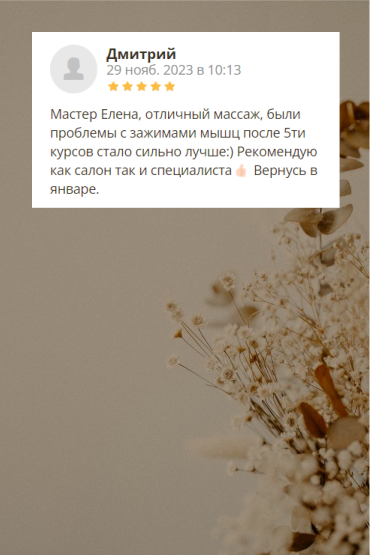 Дмитрий
29 нояб. 2023 в 10:13
Мастер Елена, отличный массаж, были
проблемы с зажимами мышц после 5ти
курсов стало сильно лучше:) Рекомендую
как салон так и специалиста👍🏻 Вернусь в
январе.